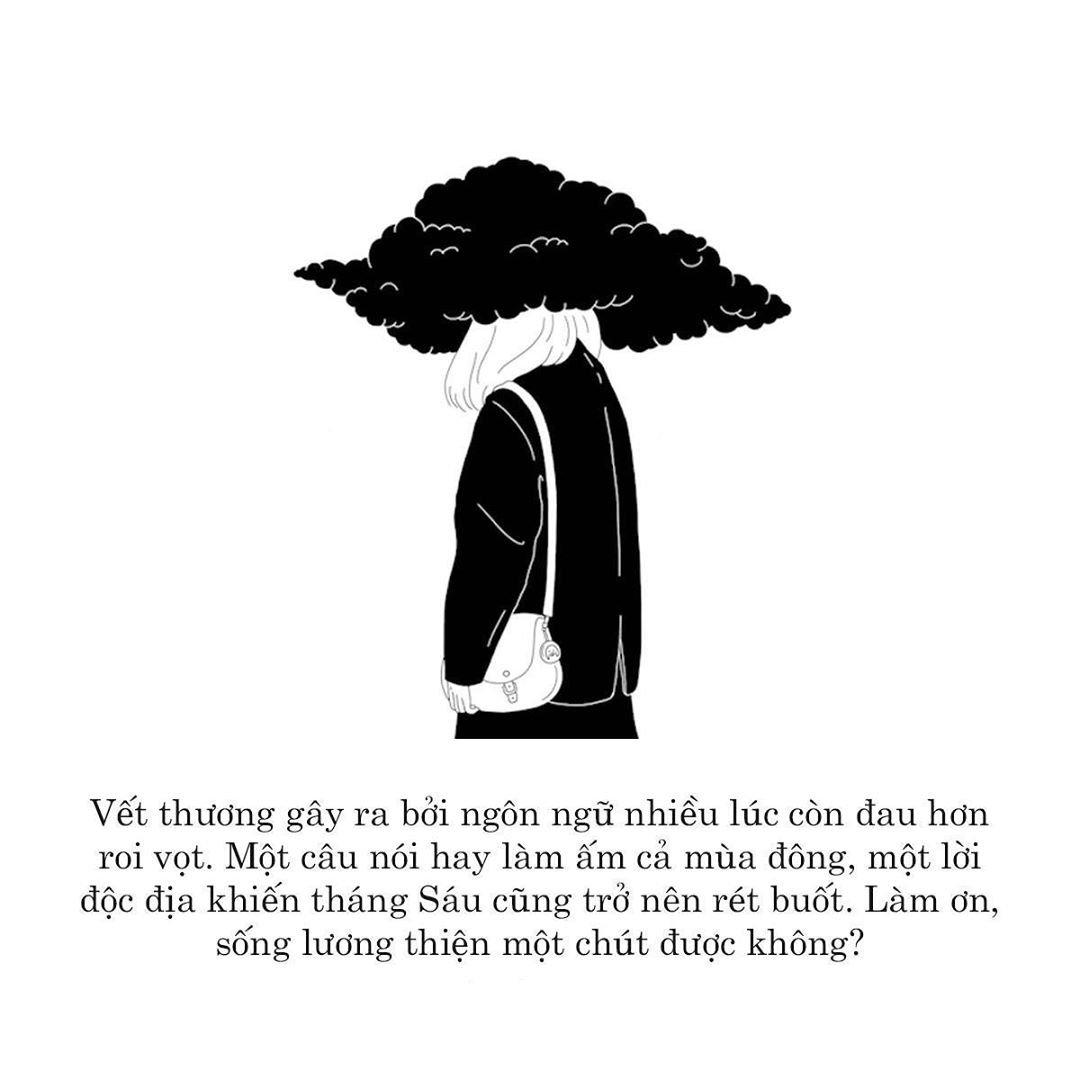 Vết thương gây ra bởi ngôn ngữ nhiều lúc còn đau hơn
roi vọt. Một câu nói hay làm ấm cả mùa đông, một lời
độc địa khiến tháng Sáu cũng trở nên rét buốt. Làm ơn,
sống lương thiện một chút được không?